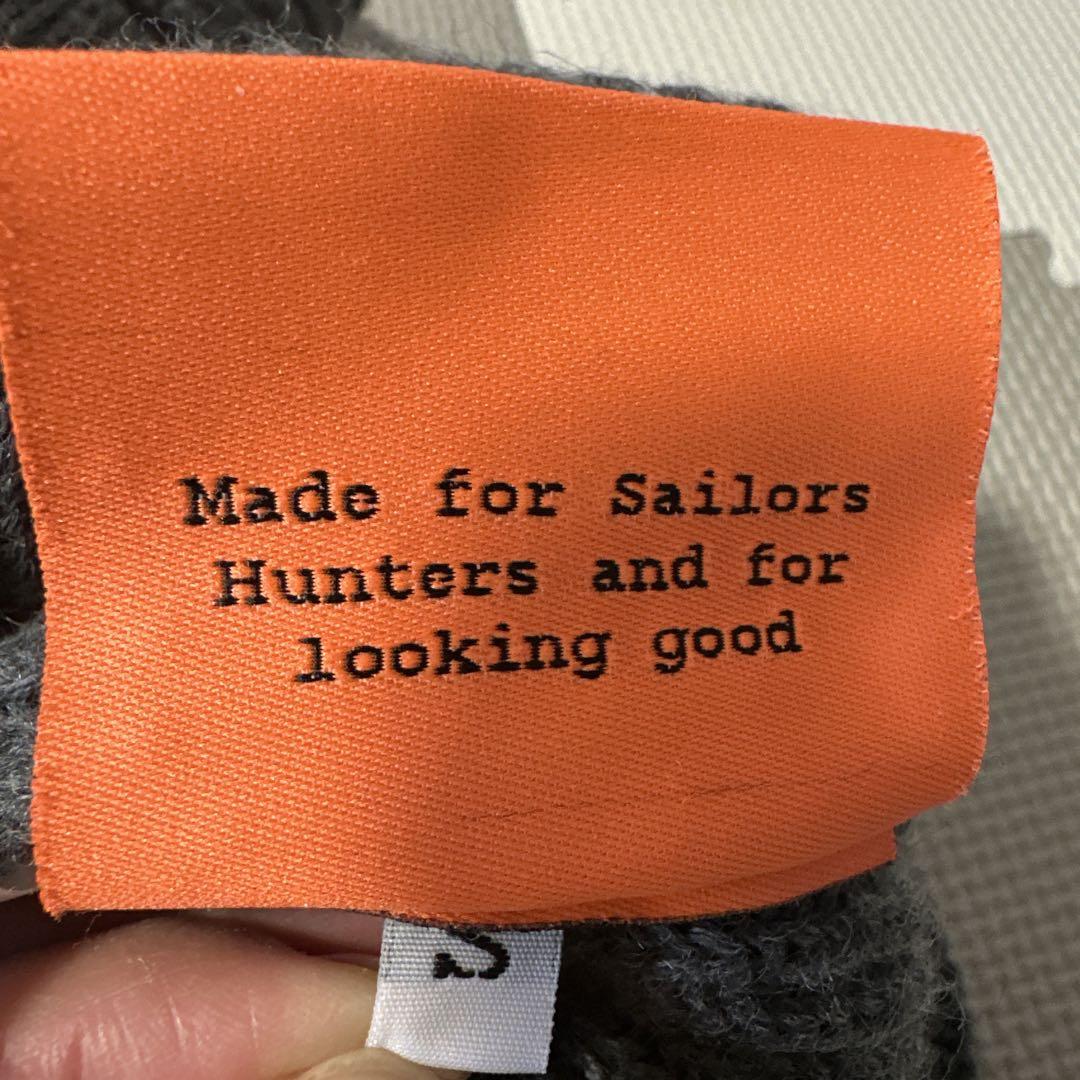 Made for Sailors
Hunters and for
looking good
S